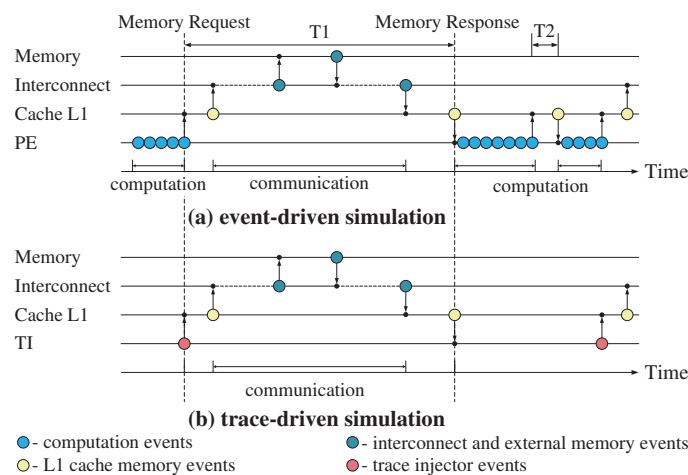 Memory Request
T1
Memory Response
T2
Memory
Interconnect
Cache L1
PE
Time
computation
communication
computation
(a) event-driven simulation
Memory
Interconnect
Cache L1
TI
Time
communication
(b) trace-driven simulation
- computation events
- interconnect and external memory events
- L1 cache memory events
- trace injector events